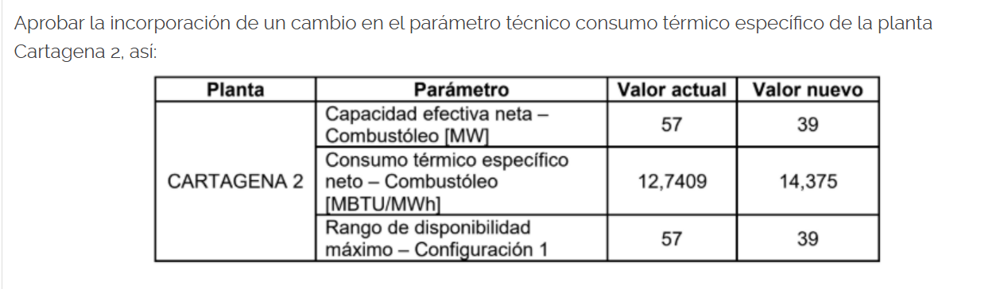 Aprobar la incorporación de un cambio en el parámetro técnico consumo térmico específico de la planta
Cartagena 2, así:
Planta Parámetro Valor actual Valor nuevo
CARTAGENA 2
Capacidad efectiva neta –
Combustóleo [MW]
57 39
Consumo térmico específico
neto – Combustóleo
[MBTU/MWh]
12,7409 14,375
Rango de disponibilidad
máximo – Configuración 1
57 39